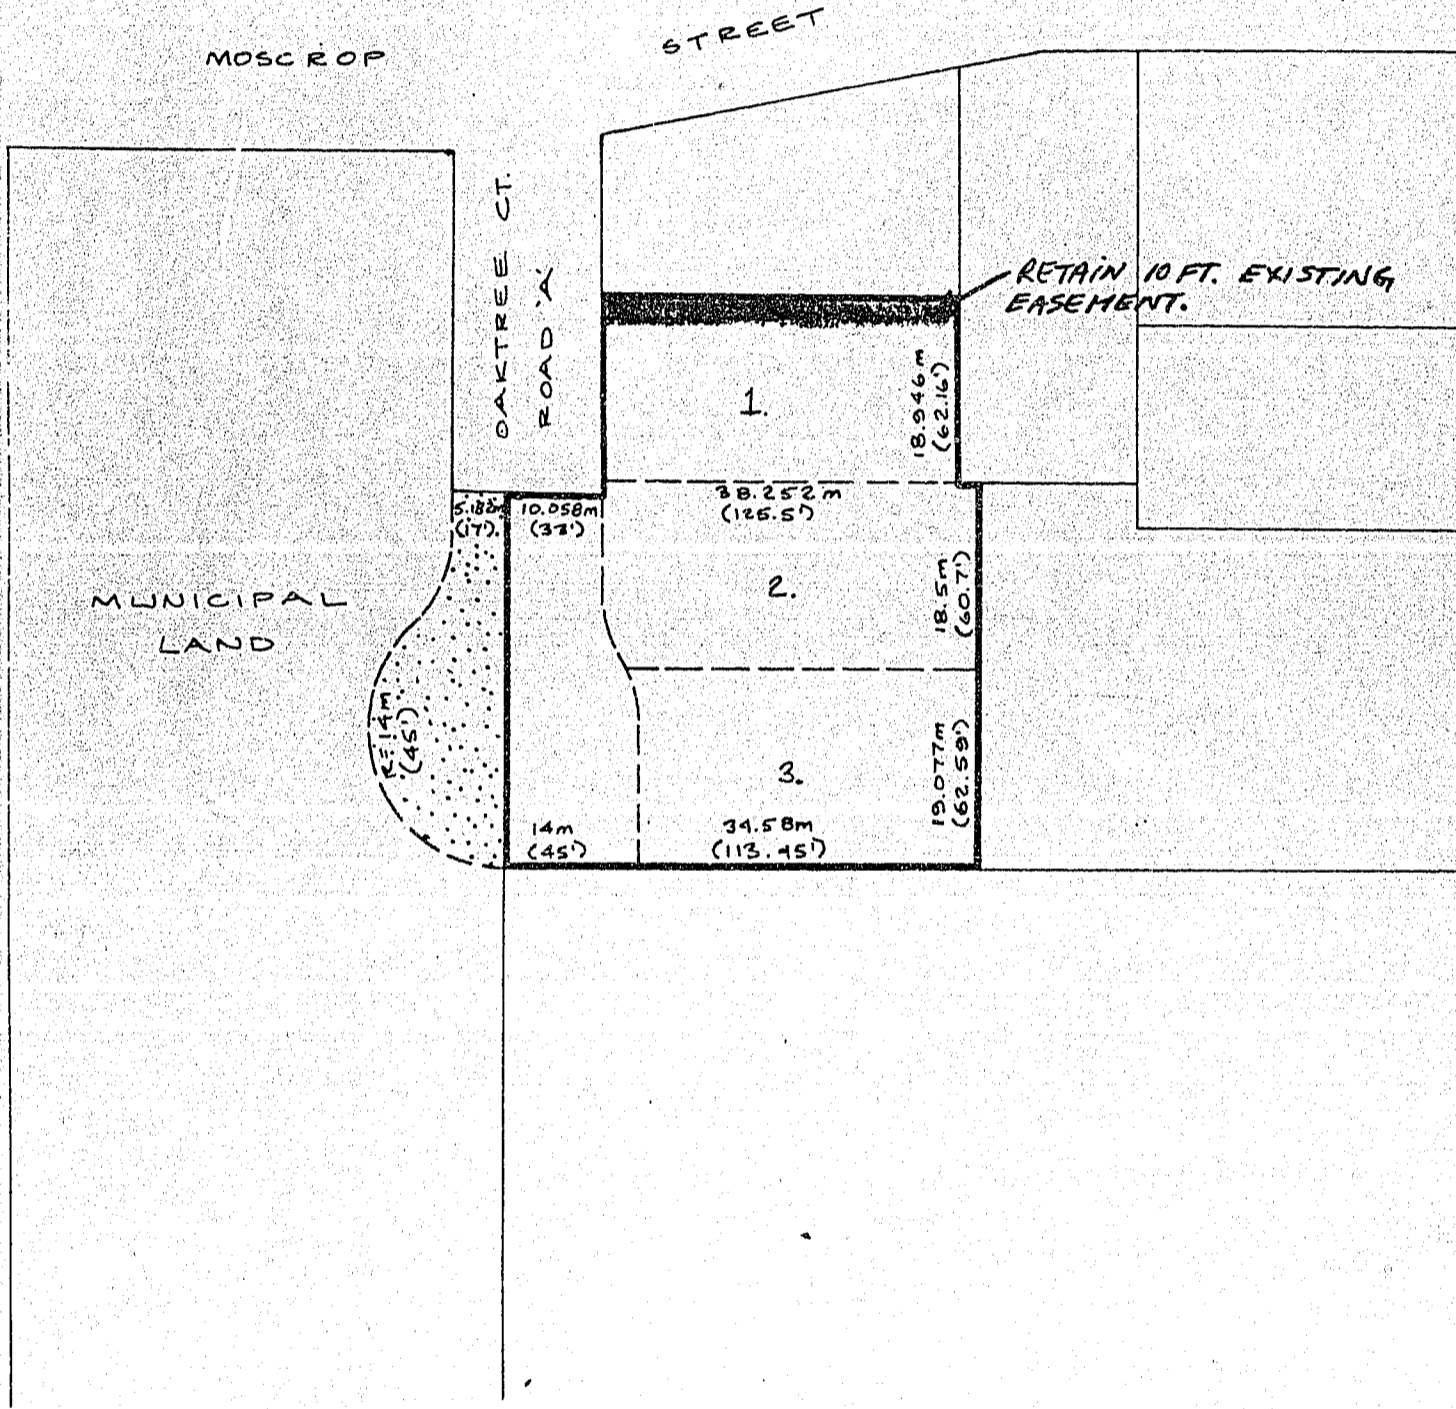 MOSCROP STREET
OAKTREE CT.
ROAD 'A'
RETAIN 10 FT. EXISTING
EASEMENT.
1.
18.946m
(62.16')
38.252m
(125.5')
5.182m
(17')
10.058m
(33')
2.
18.5m
(60.7')
MUNICIPAL
LAND
R=14m
(45')
3.
19.077m
(62.59')
14m
(45')
34.58m
(113.45')